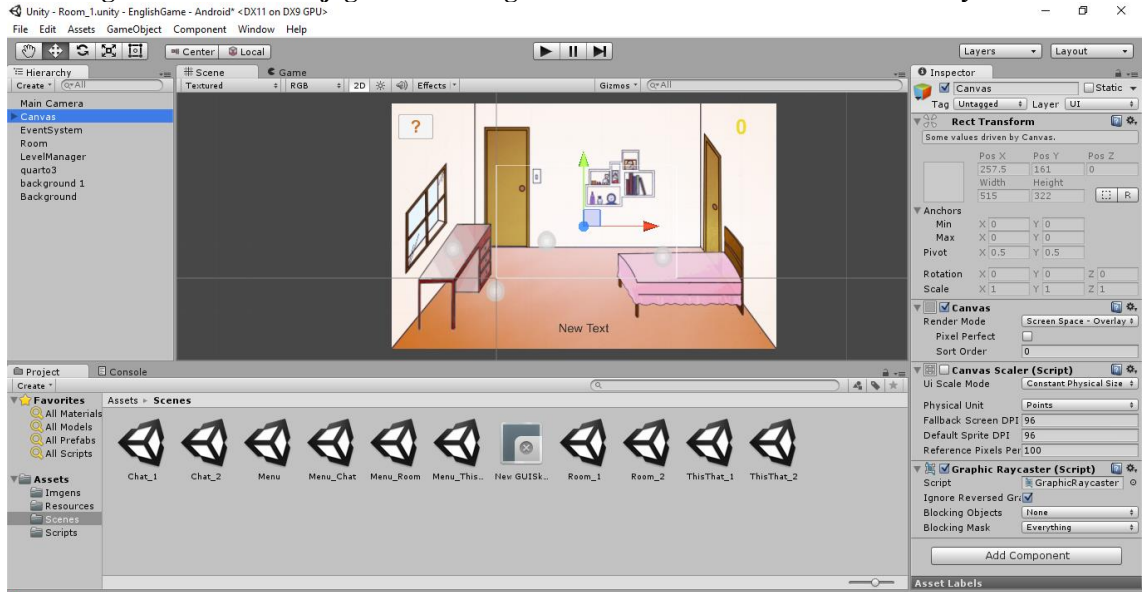 Unity - Room_1.unity - EnglishGame - Android* <DX11 on DX9 GPU>
File Edit Assets GameObject Component Window Help
Center Local Layers Layout
Hierarchy
Create All
Main Camera
Canvas
EventSystem
Room
LevelManager
quarto3
background 1
Background
Scene Game
Textured RGB 2D Effects Gizmos All
?
0
New Text
Inspector
Canvas Static
Tag Untagged Layer UI
Rect Transform
Some values driven by Canvas.
Pos X Pos Y Pos Z
257.5 161 0
Width Height
515 322 R
Anchors
Min X 0 Y 0
Max X 0 Y 0
Pivot X 0.5 Y 0.5
Rotation X 0 Y 0 Z 0
Scale X 1 Y 1 Z 1
Canvas
Render Mode Screen Space - Overlay
Pixel Perfect
Sort Order 0
Canvas Scaler (Script)
Ui Scale Mode Constant Physical Size
Physical Unit Points
Fallback Screen DPI 96
Default Sprite DPI 96
Reference Pixels Per 100
Graphic Raycaster (Script)
Script GraphicRaycaster
Ignore Reversed Gra
Blocking Objects None
Blocking Mask Everything
Add Component
Asset Labels
Project Console
Create
Favorites
All Materials
All Models
All Prefabs
All Scripts
Assets
Imgens
Resources
Scenes
Scripts
Assets Scenes
Chat_1 Chat_2 Menu Menu_Chat Menu_Room Menu_This... New GUISk... Room_1 Room_2 ThisThat_1 ThisThat_2